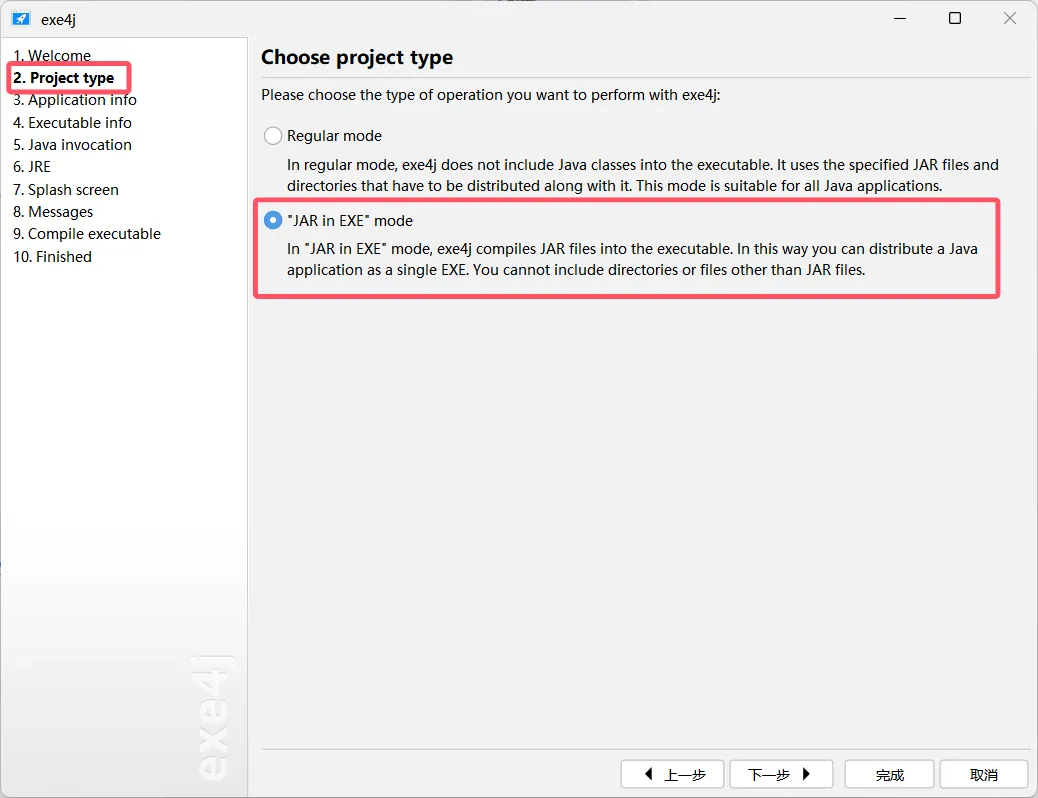 exe4j
1. Welcome
2. Project type
3. Application info
4. Executable info
5. Java invocation
6. JRE
7. Splash screen
8. Messages
9. Compile executable
10. Finished
exe4j
Choose project type
Please choose the type of operation you want to perform with exe4j:
Regular mode
In regular mode, exe4j does not include Java classes into the executable. It uses the specified JAR files and
directories that have to be distributed along with it. This mode is suitable for all Java applications.
"JAR in EXE" mode
In "JAR in EXE" mode, exe4j compiles JAR files into the executable. In this way you can distribute a Java
application as a single EXE. You cannot include directories or files other than JAR files.
上一步
下一步
完成
取消